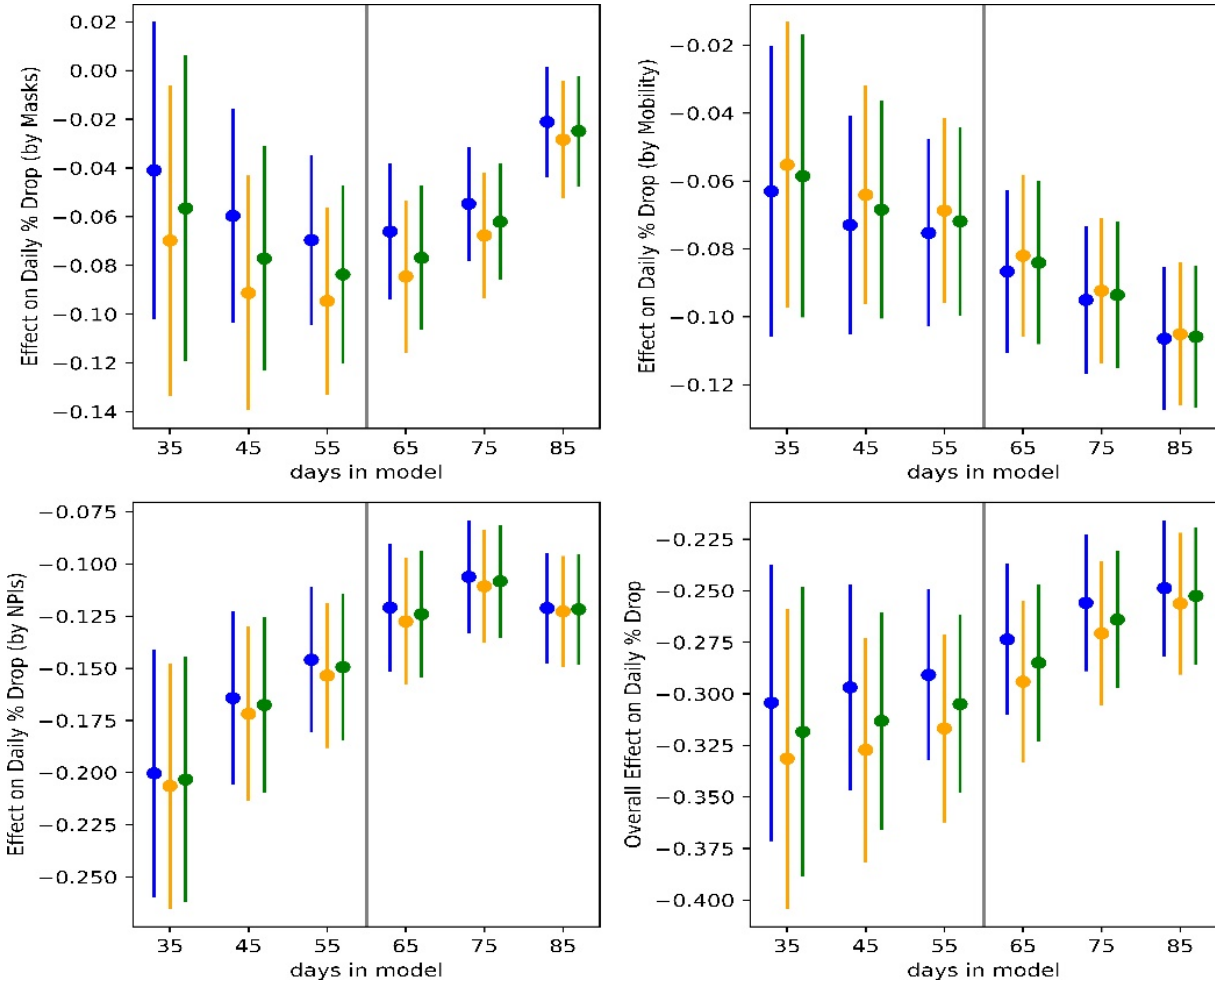 Effect on Daily % Drop (by Masks)
0.02
0.00
−0.02
−0.04
−0.06
−0.08
−0.10
−0.12
−0.14
35 45 55 65 75 85
days in model
Effect on Daily % Drop (by Mobility)
−0.02
−0.04
−0.06
−0.08
−0.10
−0.12
35 45 55 65 75 85
days in model
Effect on Daily % Drop (by NPIs)
−0.075
−0.100
−0.125
−0.150
−0.175
−0.200
−0.225
−0.250
35 45 55 65 75 85
days in model
Overall Effect on Daily % Drop
−0.225
−0.250
−0.275
−0.300
−0.325
−0.350
−0.375
−0.400
35 45 55 65 75 85
days in model